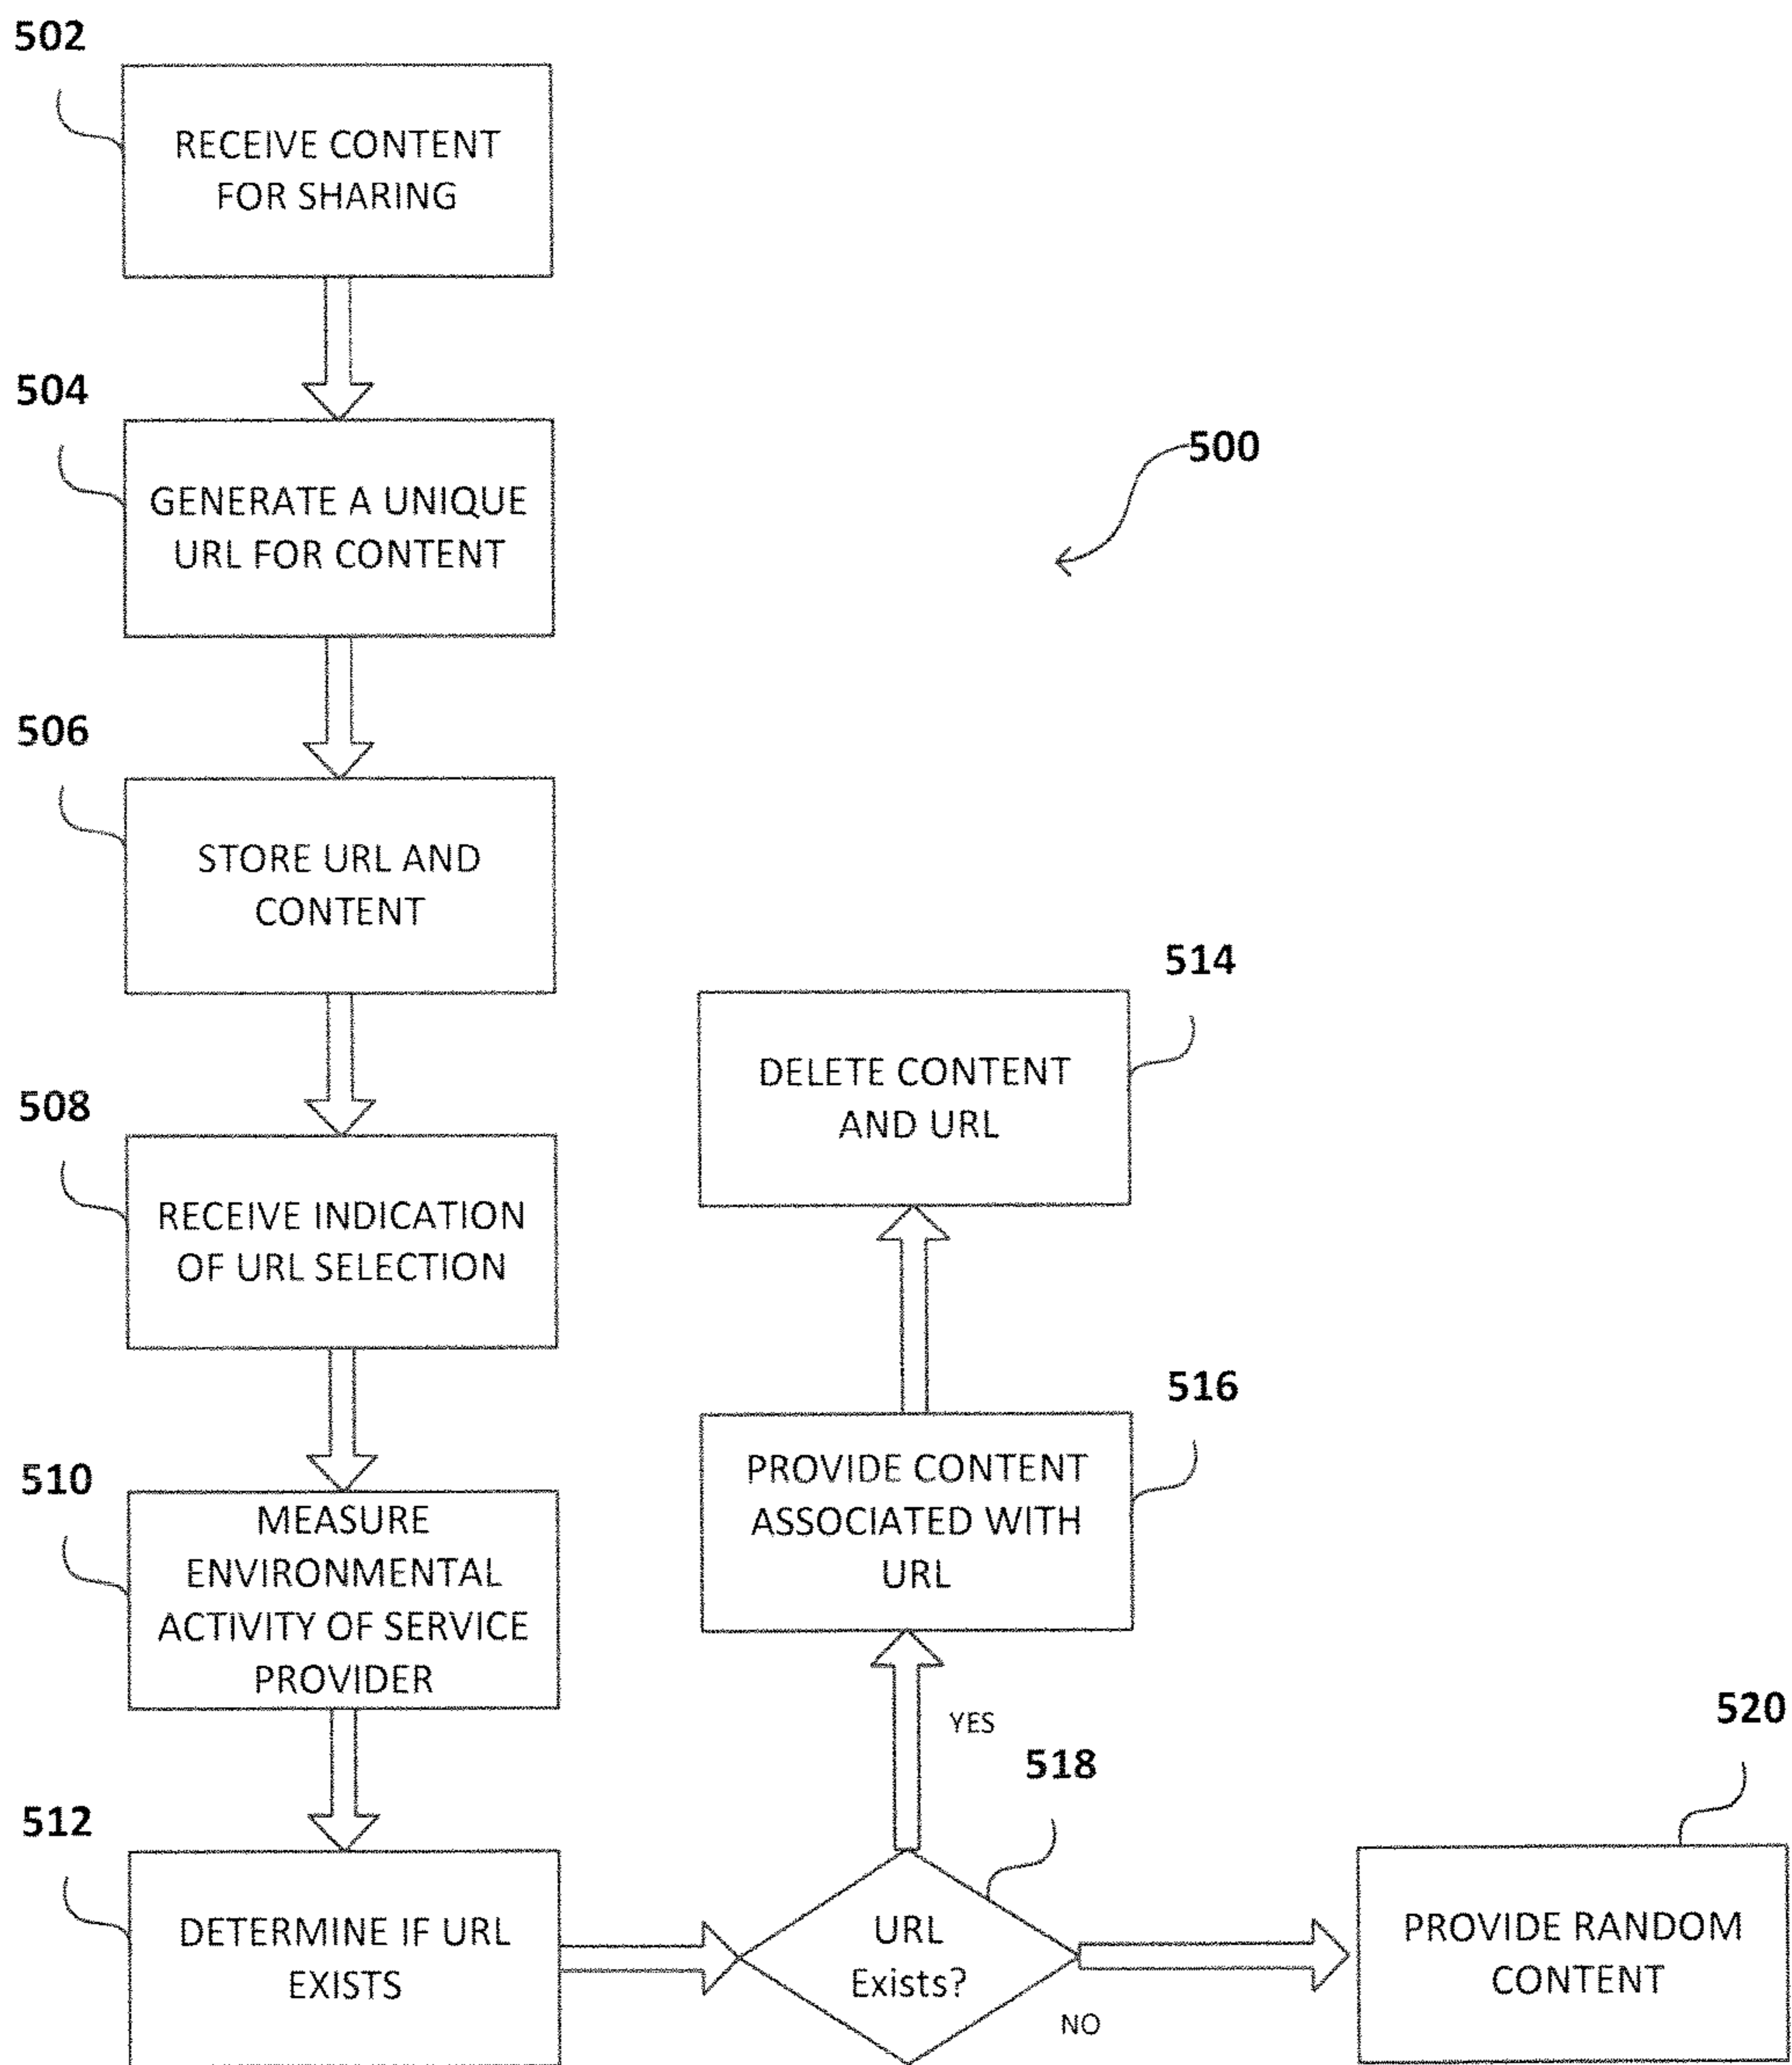 502
RECEIVE CONTENT
FOR SHARING
504
GENERATE A UNIQUE
URL FOR CONTENT
500
506
STORE URL AND
CONTENT
508
RECEIVE INDICATION
OF URL SELECTION
510
MEASURE
ENVIRONMENTAL
ACTIVITY OF SERVICE
PROVIDER
512
DETERMINE IF URL
EXISTS
514
DELETE CONTENT
AND URL
516
PROVIDE CONTENT
ASSOCIATED WITH
URL
YES
518
URL
Exists?
NO
520
PROVIDE RANDOM
CONTENT